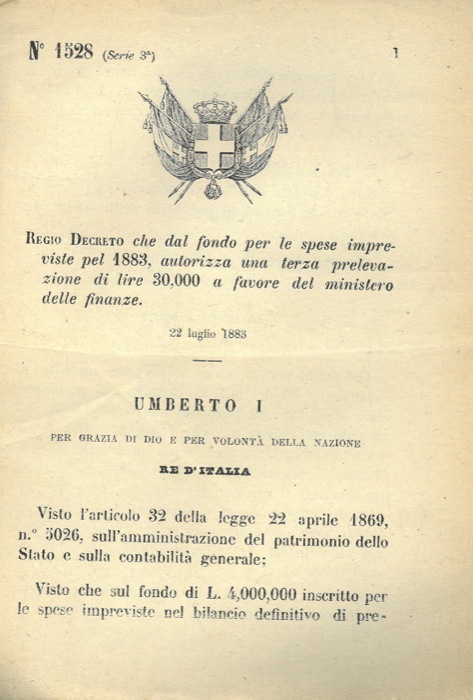 N° 1528 (Serie 3ª) 1
REGIO DECRETO che dal fondo per le spese impre-
viste pel 1883, autorizza una terza preleva-
zione di lire 30,000 a favore del ministero
delle finanze.
22 luglio 1883
UMBERTO I
PER GRAZIA DI DIO E PER VOLONTÀ DELLA NAZIONE
RE D'ITALIA
Visto l'articolo 32 della legge 22 aprile 1869,
n.° 5026, sull'amministrazione del patrimonio dello
Stato e sulla contabilità generale;
Visto che sul fondo di L. 4,000,000 inscritto per
le spese impreviste nel bilancio definitivo di pre-